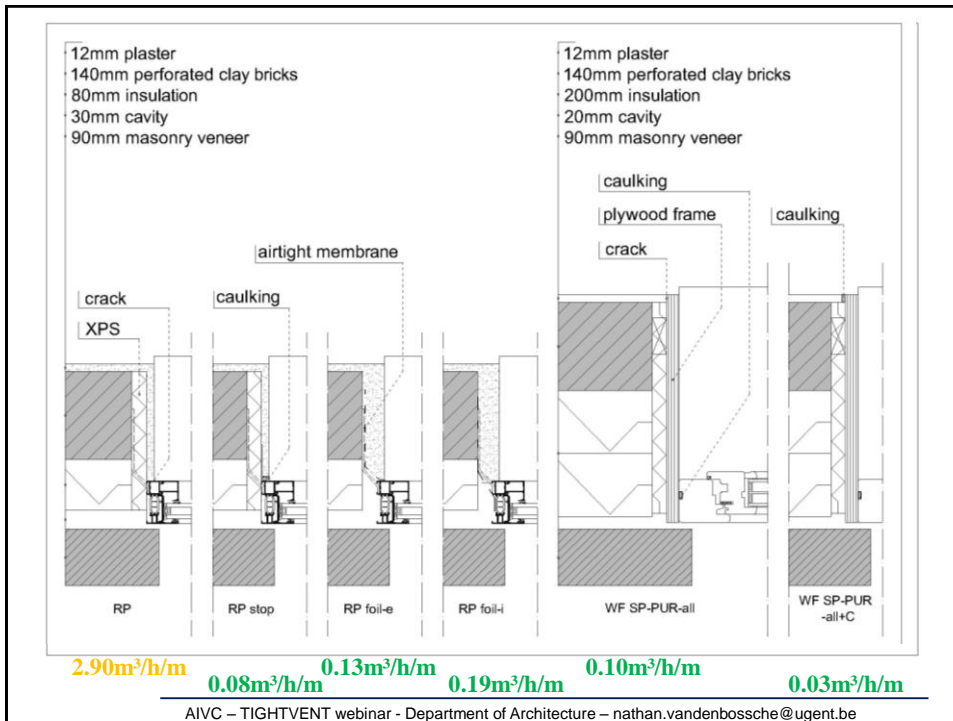 12mm plaster
140mm perforated clay bricks
80mm insulation
30mm cavity
90mm masonry veneer
12mm plaster
140mm perforated clay bricks
200mm insulation
20mm cavity
90mm masonry veneer
caulking
plywood frame
crack
caulking
airtight membrane
crack
XPS
caulking
RP
RP stop
RP foil-e
RP foil-i
WF SP-PUR-all
WF SP-PUR
-all+C
2.90m³/h/m
0.08m³/h/m
0.13m³/h/m
0.19m³/h/m
0.10m³/h/m
0.03m³/h/m
AIVC – TIGHTVENT webinar - Department of Architecture – nathan.vandenbossche@ugent.be